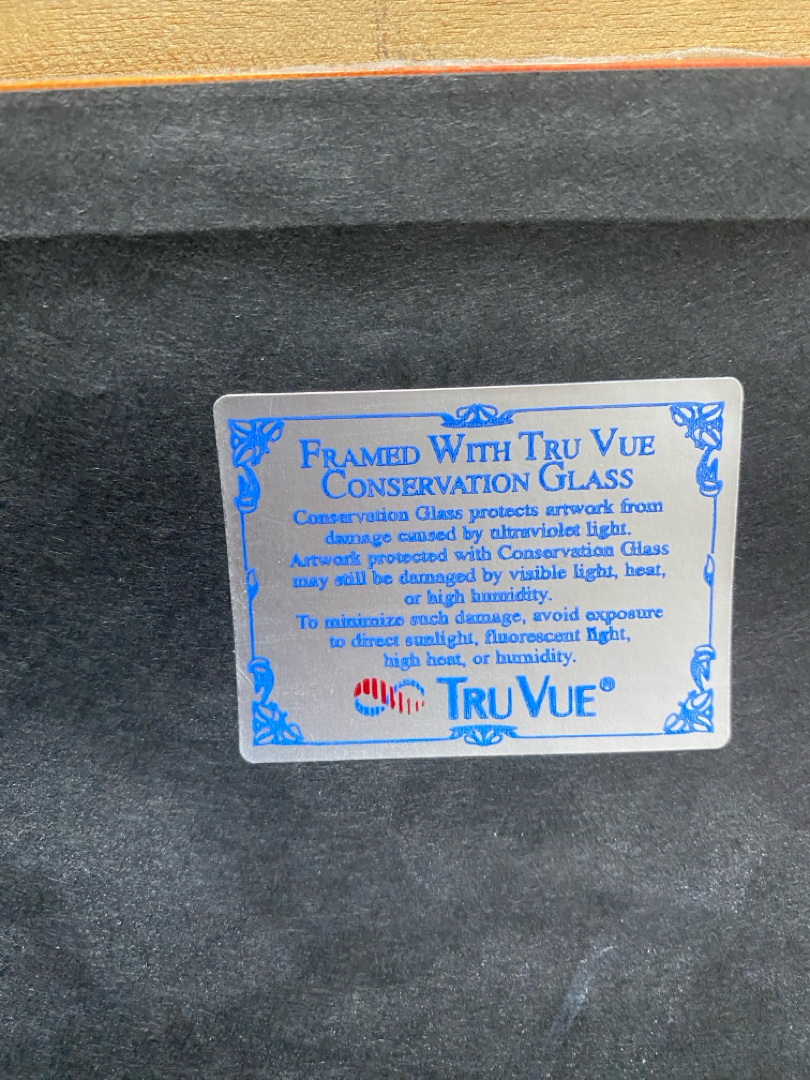 FRAMED WITH TRU VUE
CONSERVATION GLASS
Conservation Glass protects artwork from
damage caused by ultraviolet light.
Artwork protected with Conservation Glass
may still be damaged by visible light, heat,
or high humidity.
To minimize such damage, avoid exposure
to direct sunlight, fluorescent light,
high heat, or humidity.
TRU VUE®